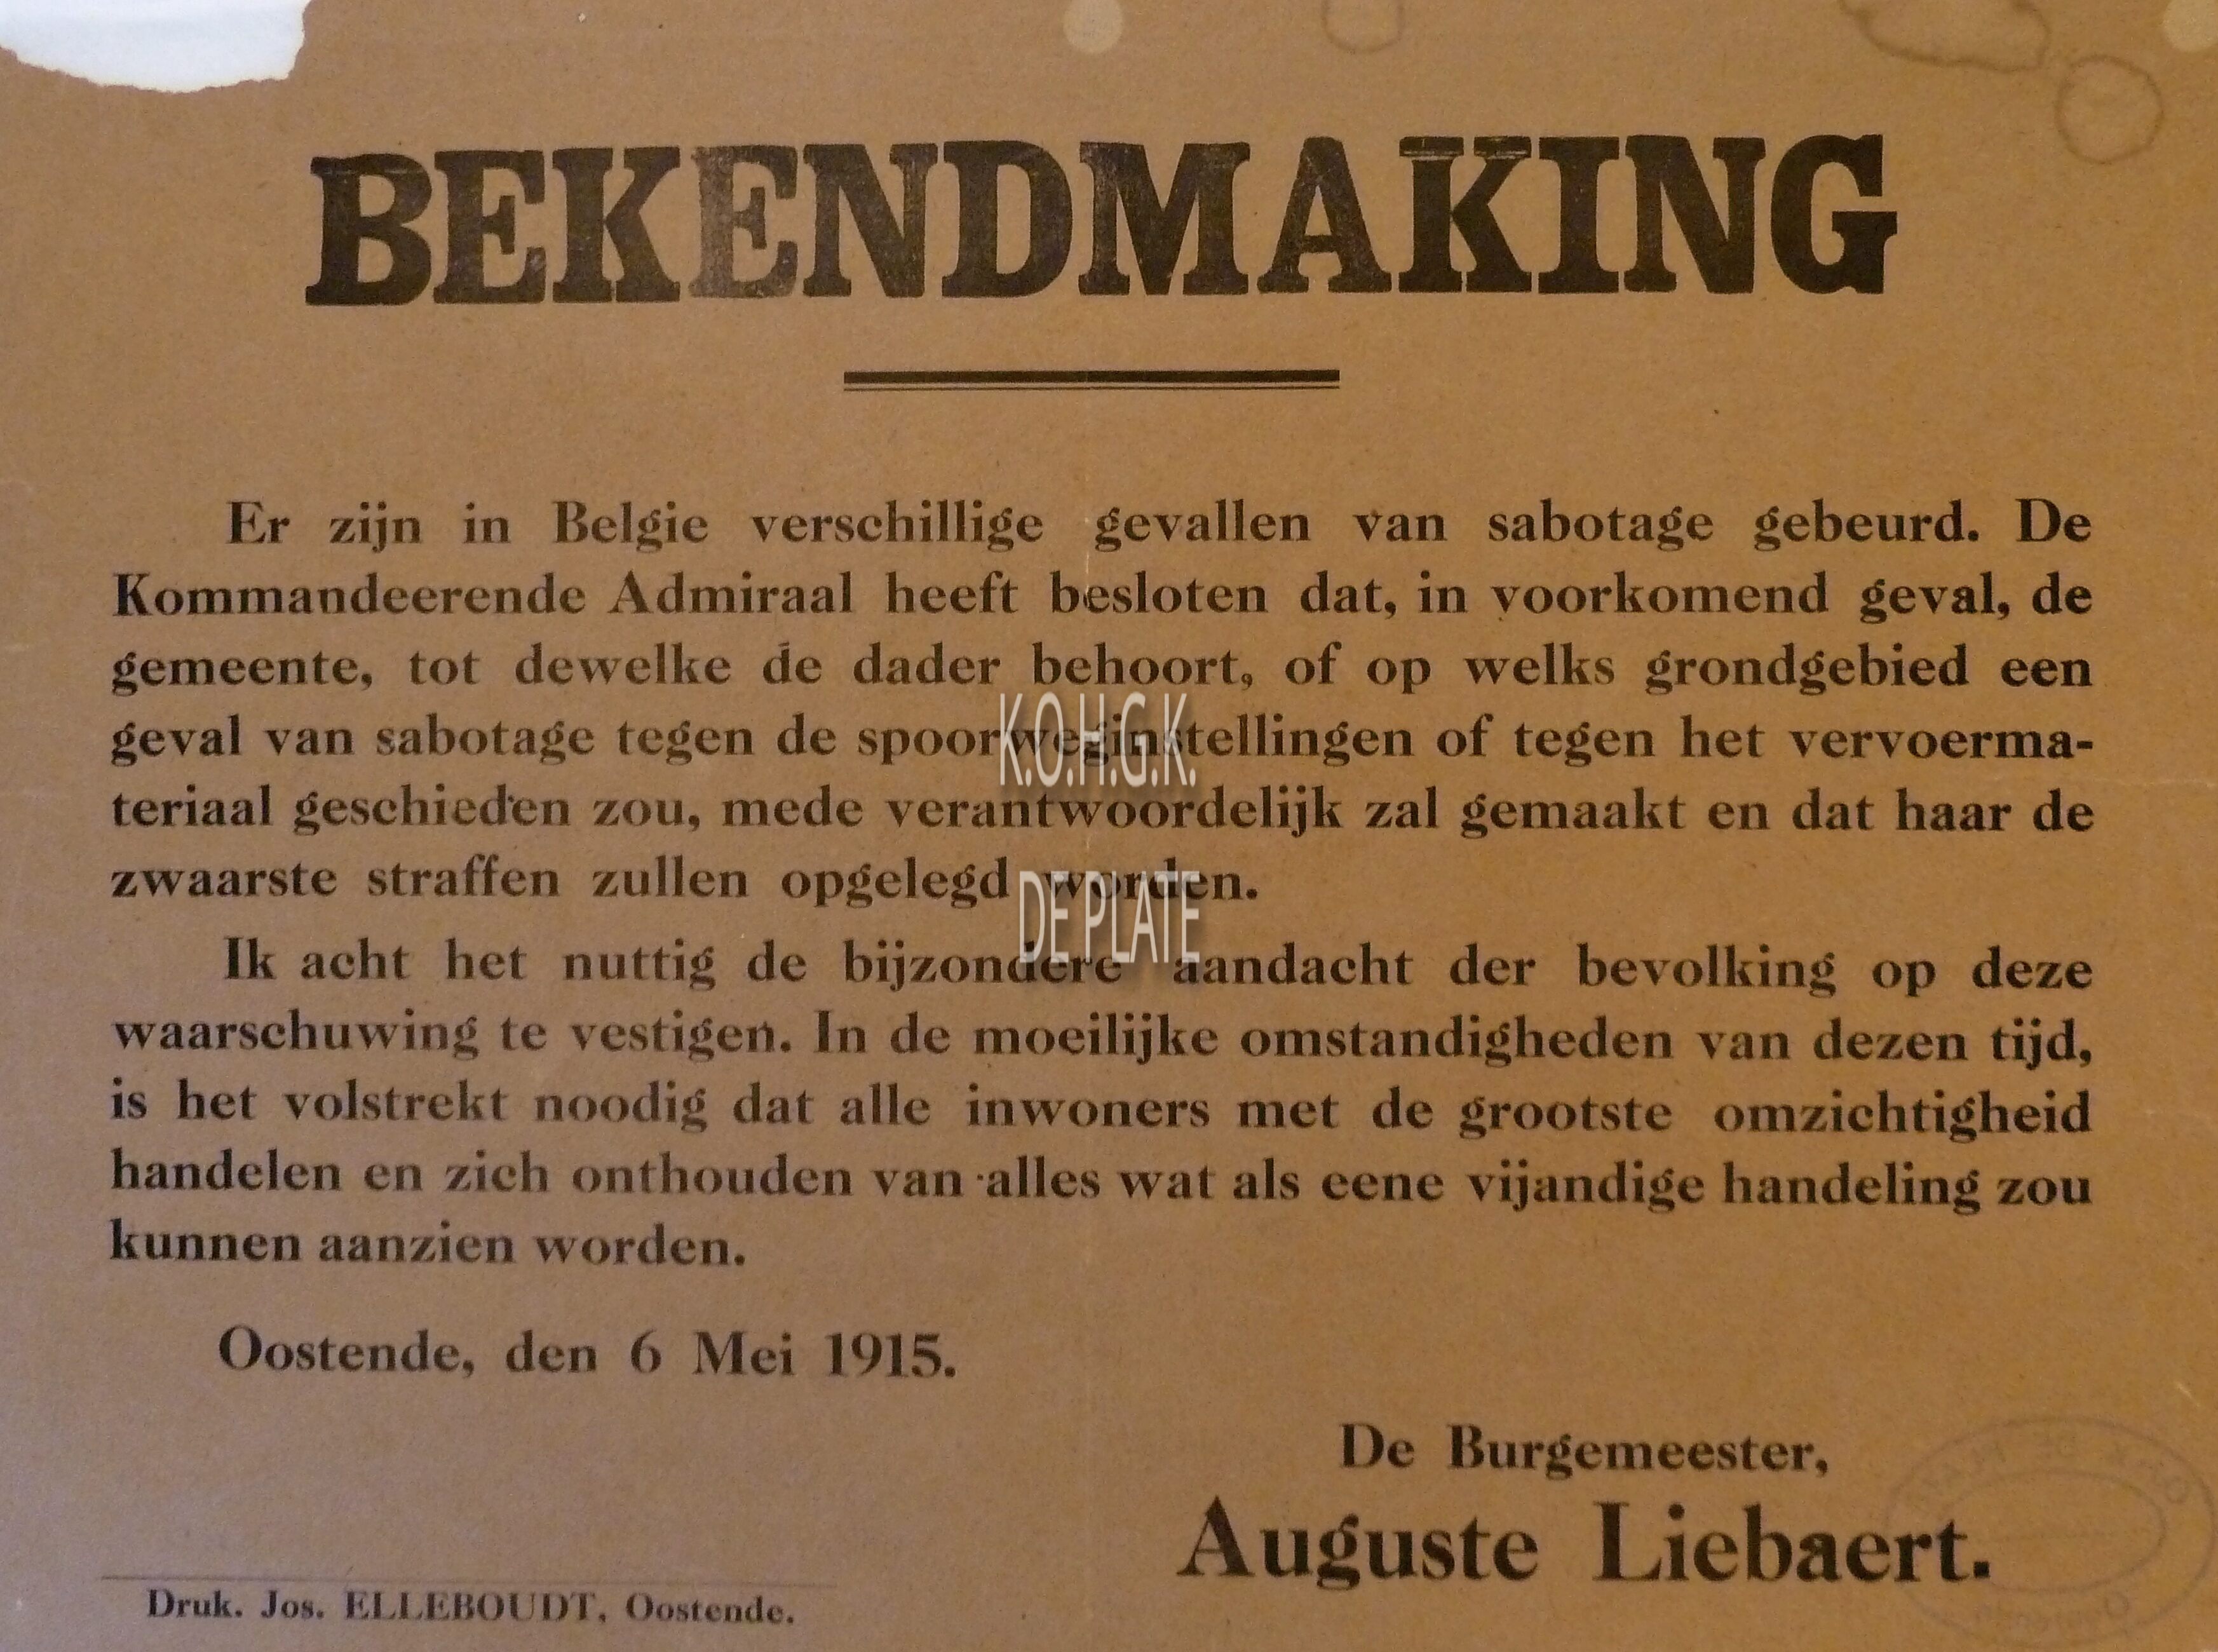 BEKENDMAKING
Er zijn in Belgie verschillige gevallen van sabotage gebeurd. De
Kommandeerende Admiraal heeft besloten dat, in voorkomend geval, de
gemeente, tot dewelke de dader behoort, of op welks grondgebied een
geval van sabotage tegen de spoorweginstellingen of tegen het vervoerma-
teriaal geschieden zou, mede verantwoordelijk zal gemaakt en dat haar de
zwaarste straffen zullen opgelegd worden.
Ik acht het nuttig de bijzondere aandacht der bevolking op deze
waarschuwing te vestigen. In de moeilijke omstandigheden van dezen tijd,
is het volstrekt noodig dat alle inwoners met de grootste omzichtigheid
handelen en zich onthouden van alles wat als eene vijandige handeling zou
kunnen aanzien worden.
Oostende, den 6 Mei 1915.
De Burgemeester,
Auguste Liebaert.
Druk. Jos. ELLEBOUDT, Oostende.
K.O.H.G.K.
DE PLATE